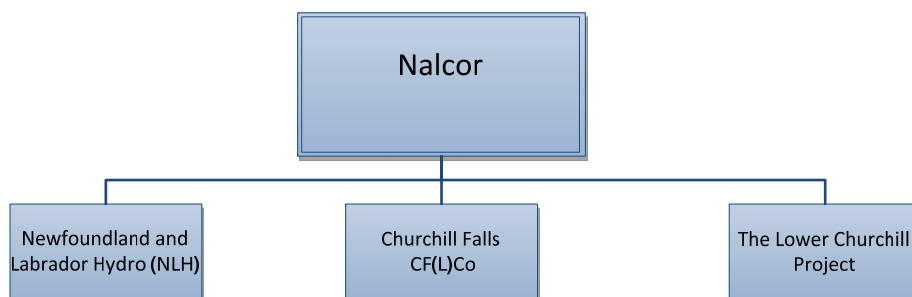 Nalcor
Newfoundland and
Labrador Hydro (NLH)
Churchill Falls
CF(L)Co
The Lower Churchill
Project